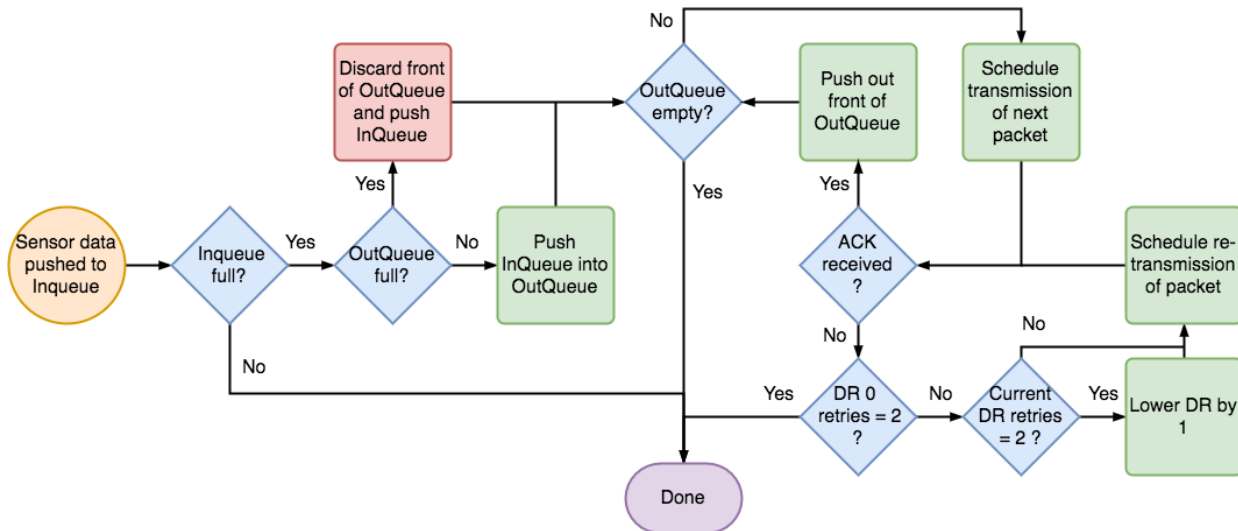 No
Discard front
of OutQueue
and push
InQueue
OutQueue
empty?
Push out
front of
OutQueue
Schedule
transmission
of next
packet
Yes
Yes
Yes
Sensor data
pushed to
Inqueue
Inqueue
full?
Yes
OutQueue
full?
No
Push
InQueue into
OutQueue
ACK
received
?
Schedule re-
transmission
of packet
No
No
No
Yes
DR 0
retries = 2
?
No
Current
DR retries
= 2 ?
Yes
Lower DR by
1
Done